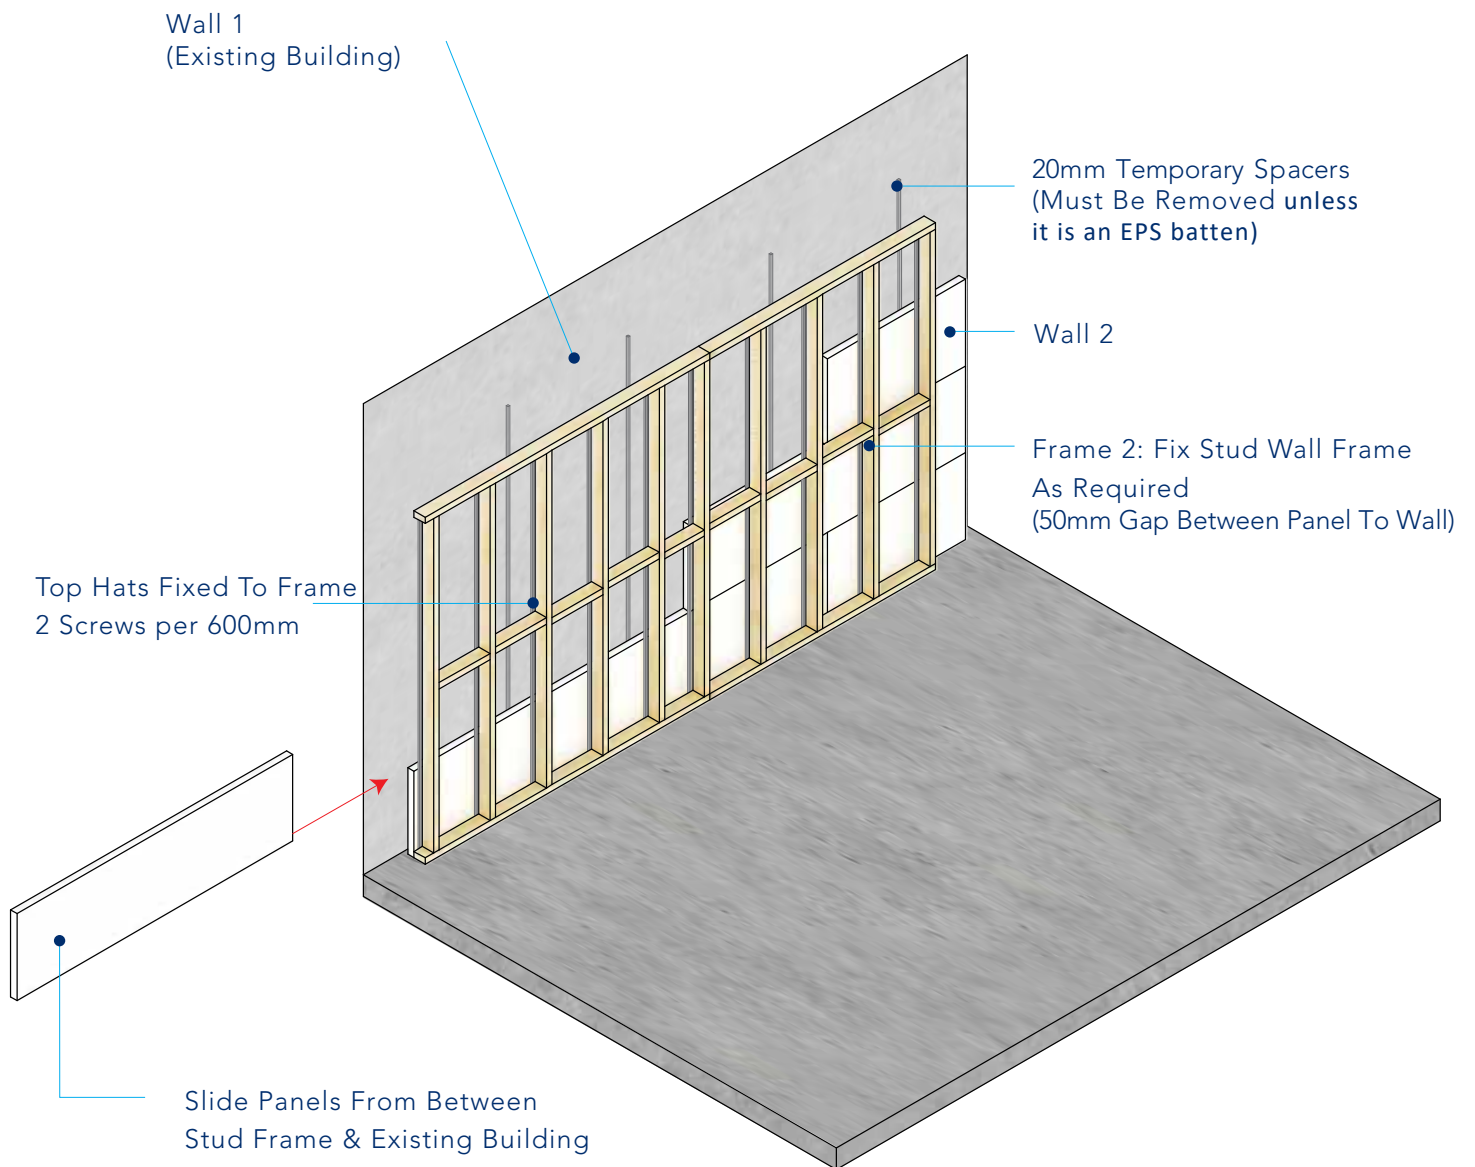 Wall 1
(Existing Building)
20mm Temporary Spacers
(Must Be Removed unless
it is an EPS batten)
Wall 2
Frame 2: Fix Stud Wall Frame
As Required
(50mm Gap Between Panel To Wall)
Top Hats Fixed To Frame
2 Screws per 600mm
Slide Panels From Between
Stud Frame & Existing Building